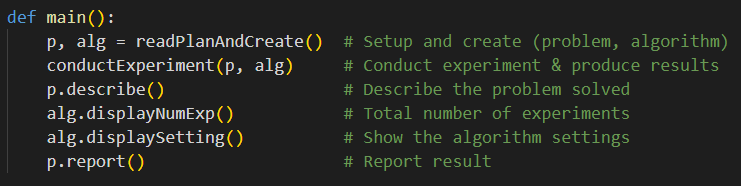 def main():
    p, alg = readPlanAndCreate()  # Setup and create (problem, algorithm)
    conductExperiment(p, alg)     # Conduct experiment & produce results
    p.describe()                  # Describe the problem solved
    alg.displayNumExp()           # Total number of experiments
    alg.displaySetting()          # Show the algorithm settings
    p.report()                    # Report result